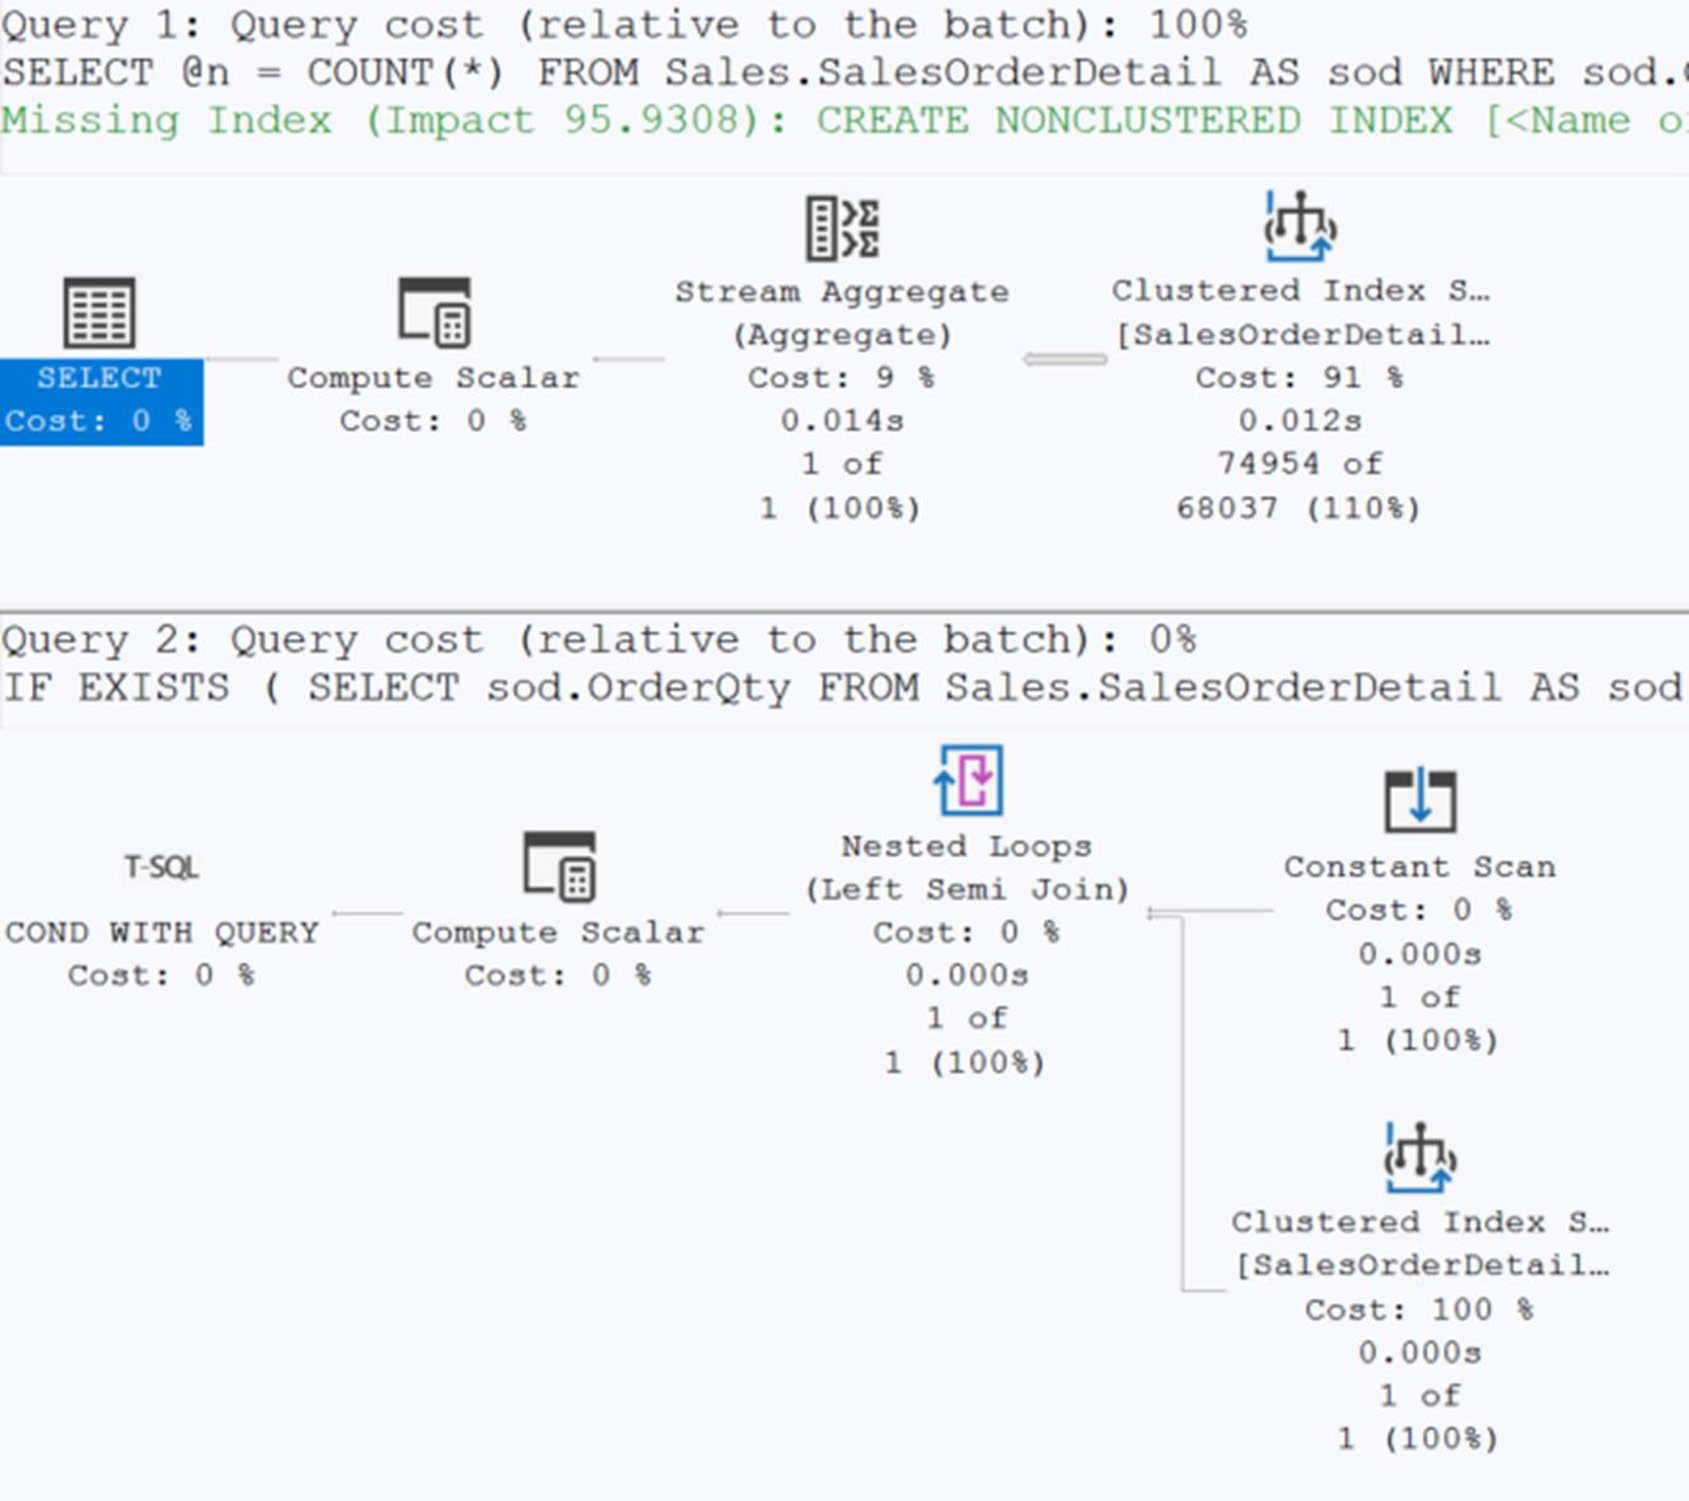 Query 1: Query cost (relative to the batch): 100%
SELECT @n = COUNT(*) FROM Sales.SalesOrderDetail AS sod WHERE sod.
Missing Index (Impact 95.9308): CREATE NONCLUSTERED INDEX [<Name o
SELECT
Cost: 0 %
Compute Scalar
Cost: 0 %
Stream Aggregate
(Aggregate)
Cost: 9 %
0.014s
1 of
1 (100%)
Clustered Index S…
[SalesOrderDetail…
Cost: 91 %
0.012s
74954 of
68037 (110%)
Query 2: Query cost (relative to the batch): 0%
IF EXISTS ( SELECT sod.OrderQty FROM Sales.SalesOrderDetail AS sod
T-SQL
COND WITH QUERY
Cost: 0 %
Compute Scalar
Cost: 0 %
Nested Loops
(Left Semi Join)
Cost: 0 %
0.000s
1 of
1 (100%)
Constant Scan
Cost: 0 %
0.000s
1 of
1 (100%)
Clustered Index S…
[SalesOrderDetail…
Cost: 100 %
0.000s
1 of
1 (100%)